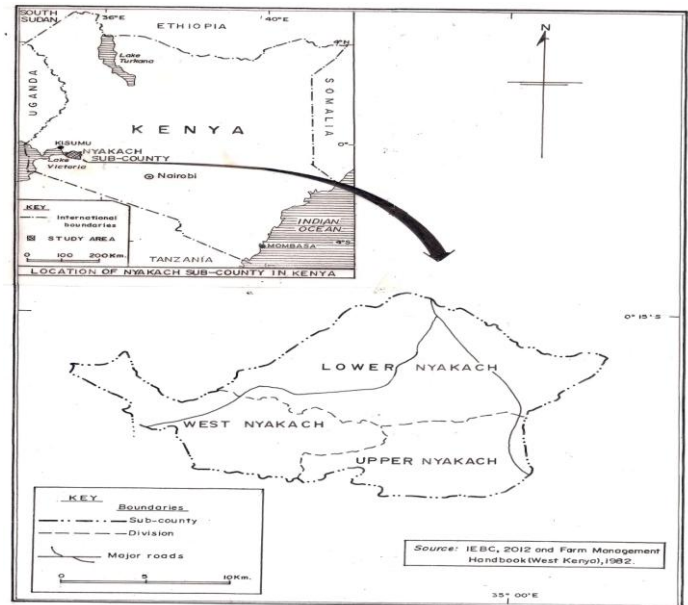 SOUTH
SUDAN
36°E
40°E
ETHIOPIA
4°N
Lake
Turkana
UGANDA
SOMALIA
KENYA
KISUMU
NYAKACH
SUB-COUNTY
0°
Lake
Victoria
Nairobi
KEY
International
boundaries
STUDY AREA
0 100 200Km.
INDIAN
OCEAN
4°S
MOMBASA
TANZANIA
LOCATION OF NYAKACH SUB-COUNTY IN KENYA
N
0° 15' S
LOWER NYAKACH
WEST NYAKACH
UPPER NYAKACH
KEY
Boundaries
Sub-county
Division
Major roads
0 5 10Km.
Source: IEBC, 2012 and Farm Management
Handbook(West Kenya),1982.
35° 00'E